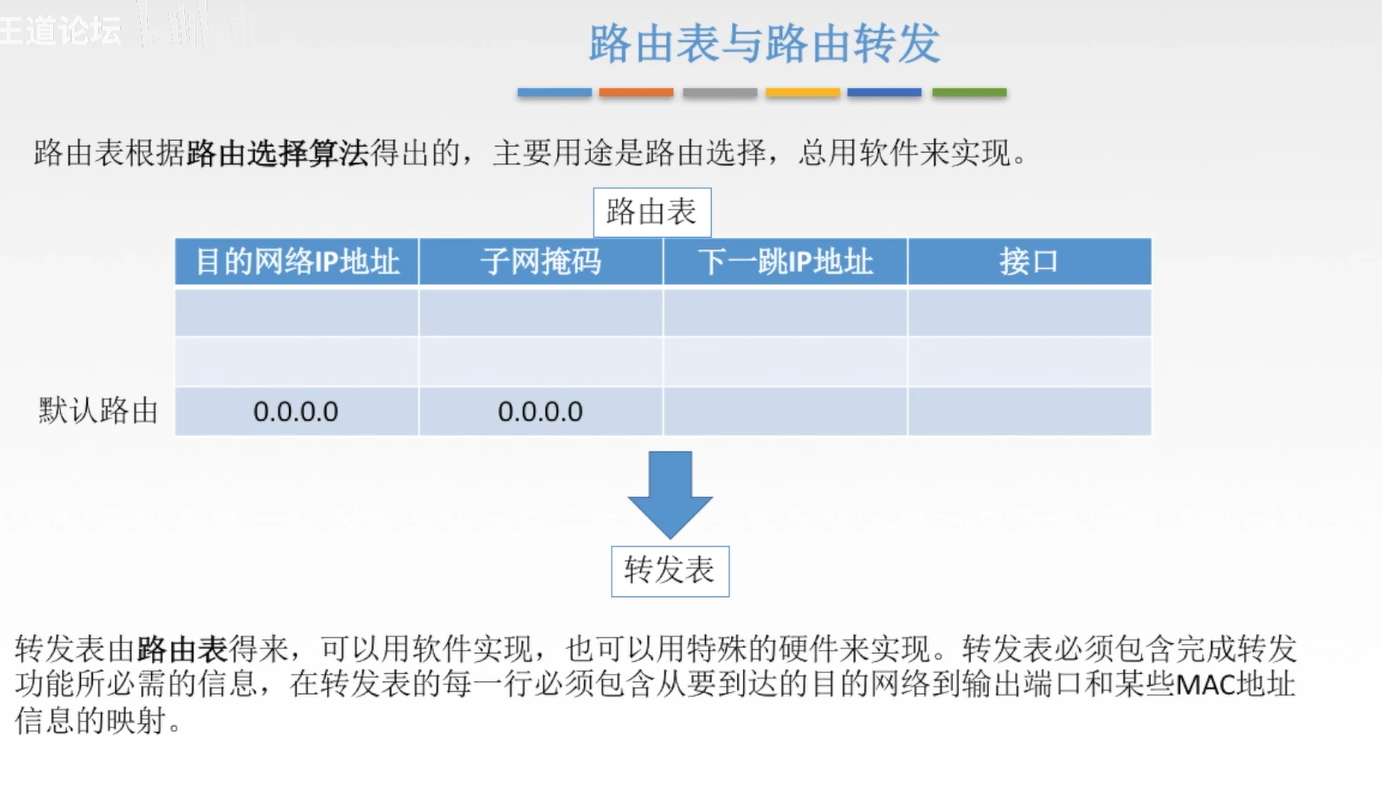 王道论坛
路由表与路由转发
路由表根据路由选择算法得出的，主要用途是路由选择，总用软件来实现。
路由表
目的网络IP地址 子网掩码 下一跳IP地址 接口
默认路由 0.0.0.0 0.0.0.0
转发表
转发表由路由表得来，可以用软件实现，也可以用特殊的硬件来实现。转发表必须包含完成转发
功能所必需的信息，在转发表的每一行必须包含从要到达的目的网络到输出端口和某些MAC地址
信息的映射。